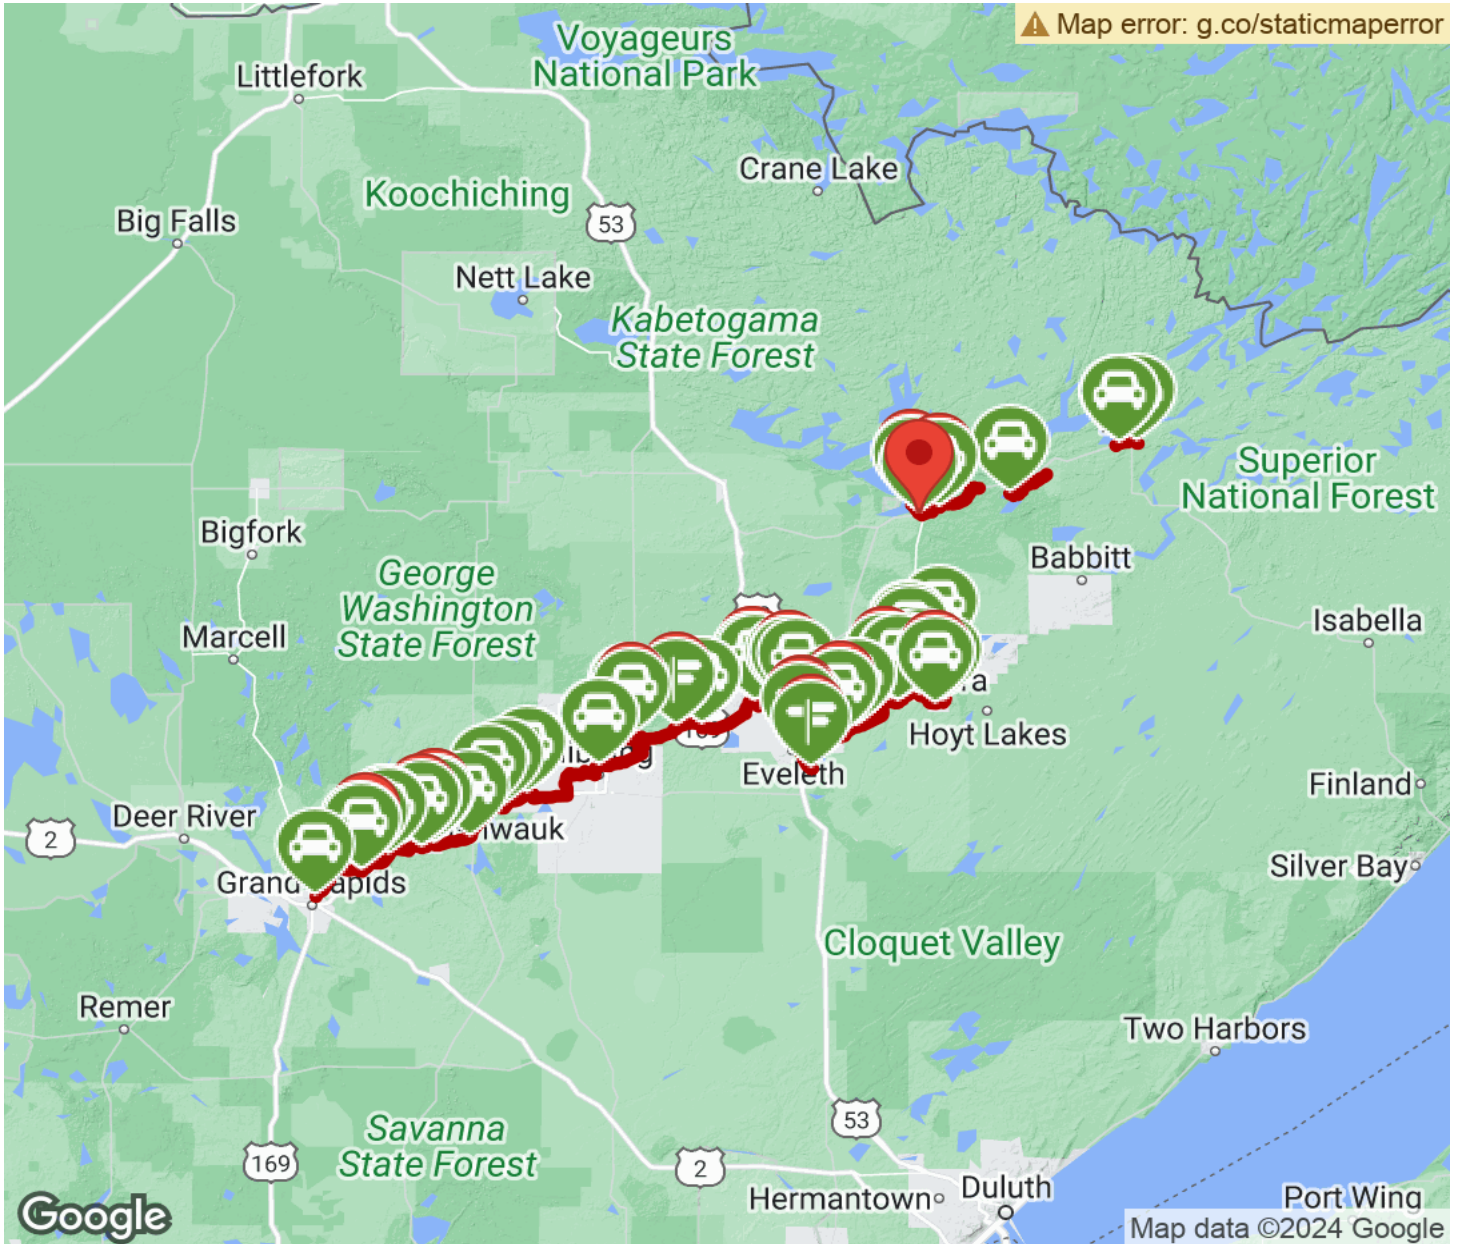 Map error: g.co/staticmaperror
Voyageurs
National Park
Littlefork
Crane Lake
Koochiching
Big Falls
53
Nett Lake
Kabetogama
State Forest
Superior
National Forest
Bigfork
Babbitt
George
Washington
State Forest
Isabella
Marcell
Hoyt Lakes
Eveleth
Finland
Deer River
2
Silver Bay
Grand Rapids
Cloquet Valley
Remer
Two Harbors
53
Savanna
State Forest
169
2
Duluth
Hermantown
Port Wing
Google
Map data ©2024 Google